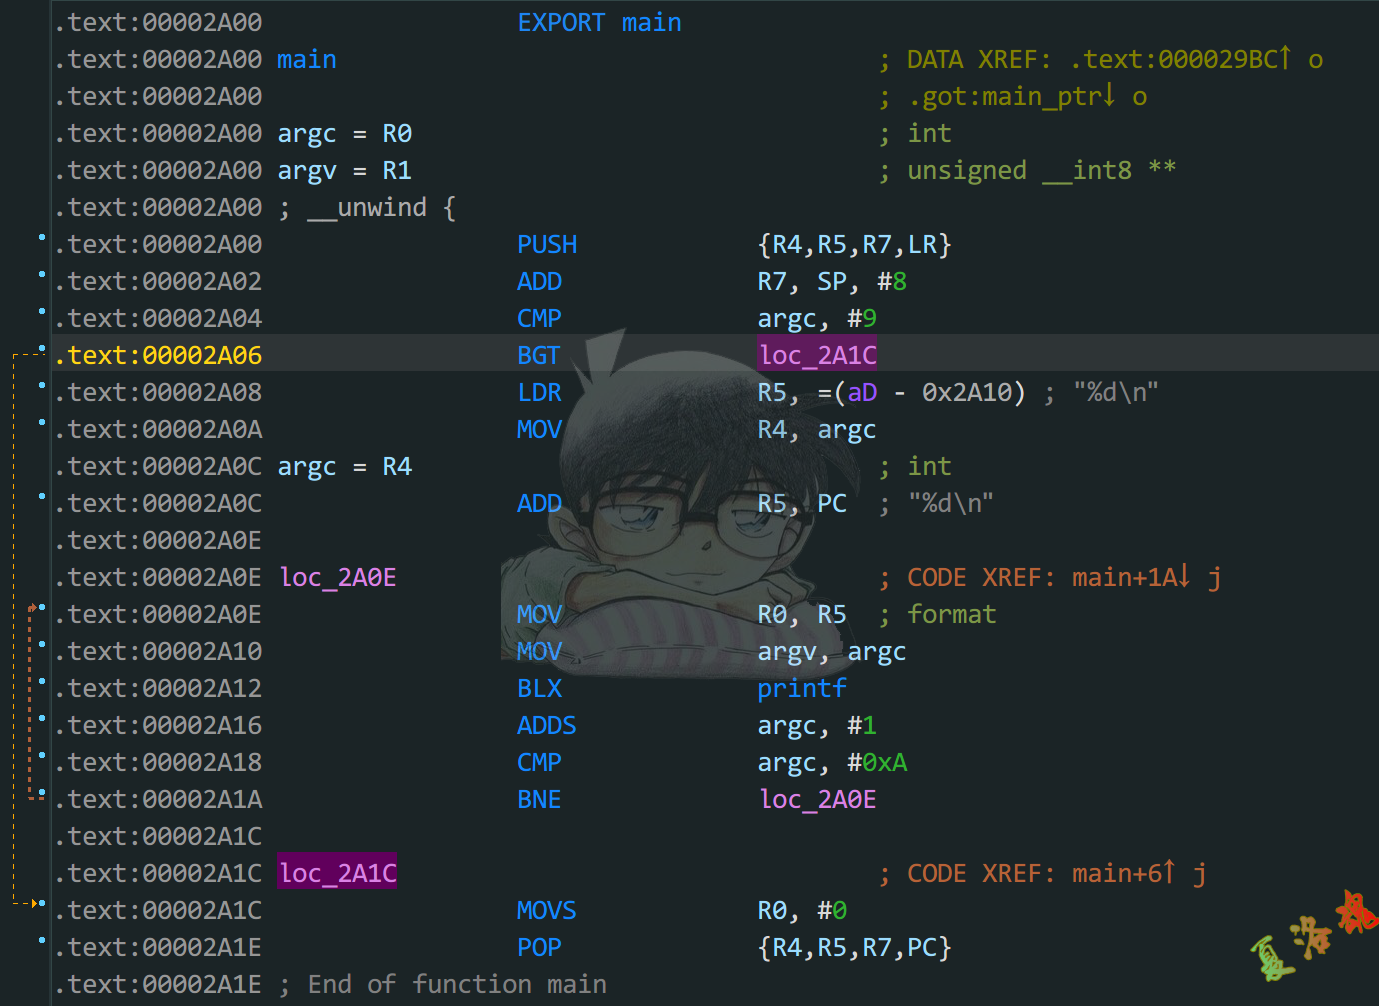 .text:00002A00 EXPORT main
.text:00002A00 main ; DATA XREF: .text:000029BC↑ o
.text:00002A00 ; .got:main_ptr↓ o
.text:00002A00 argc = R0 ; int
.text:00002A00 argv = R1 ; unsigned __int8 **
.text:00002A00 ; __unwind {
.text:00002A00 PUSH {R4,R5,R7,LR}
.text:00002A02 ADD R7, SP, #8
.text:00002A04 CMP argc, #9
.text:00002A06 BGT loc_2A1C
.text:00002A08 LDR R5, =(aD - 0x2A10) ; "%d\n"
.text:00002A0A MOV R4, argc
.text:00002A0C argc = R4 ; int
.text:00002A0C ADD R5, PC ; "%d\n"
.text:00002A0E
.text:00002A0E loc_2A0E ; CODE XREF: main+1A↓ j
.text:00002A0E MOV R0, R5 ; format
.text:00002A10 MOV argv, argc
.text:00002A12 BLX printf
.text:00002A16 ADDS argc, #1
.text:00002A18 CMP argc, #0xA
.text:00002A1A BNE loc_2A0E
.text:00002A1C
.text:00002A1C loc_2A1C ; CODE XREF: main+6↑ j
.text:00002A1C MOVS R0, #0
.text:00002A1E POP {R4,R5,R7,PC}
.text:00002A1E ; End of function main